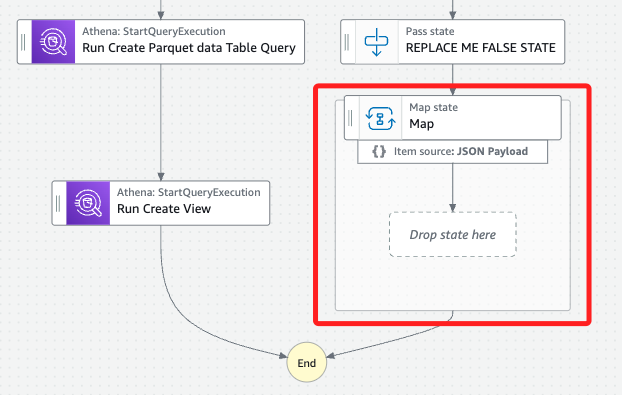 Athena: StartQueryExecution
Run Create Parquet data Table Query
Pass state
REPLACE ME FALSE STATE
Map state
Map
{} Item source: JSON Payload
Athena: StartQueryExecution
Run Create View
Drop state here
End